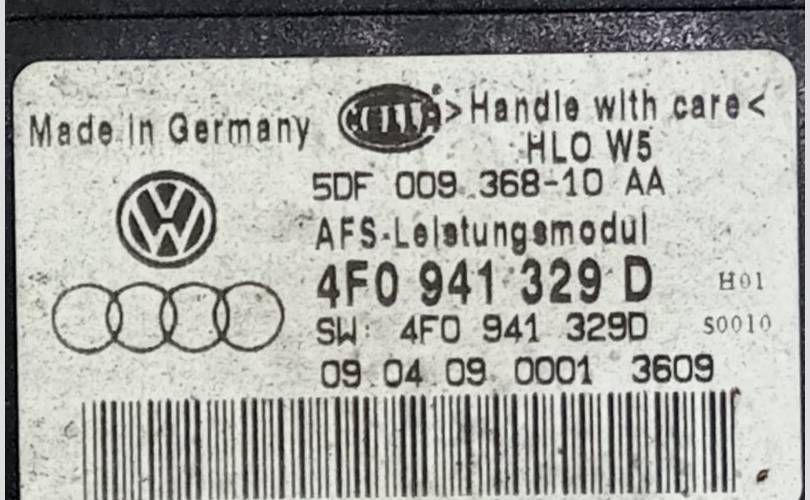 Made in Germany HELLA >Handle with care<
HLO W5
5DF 009.368-10 AA
VW
AFS-Leistungsmodul
4F0 941 329 D H01
SW: 4F0 941 329D S0010
09.04.09 0001 3609